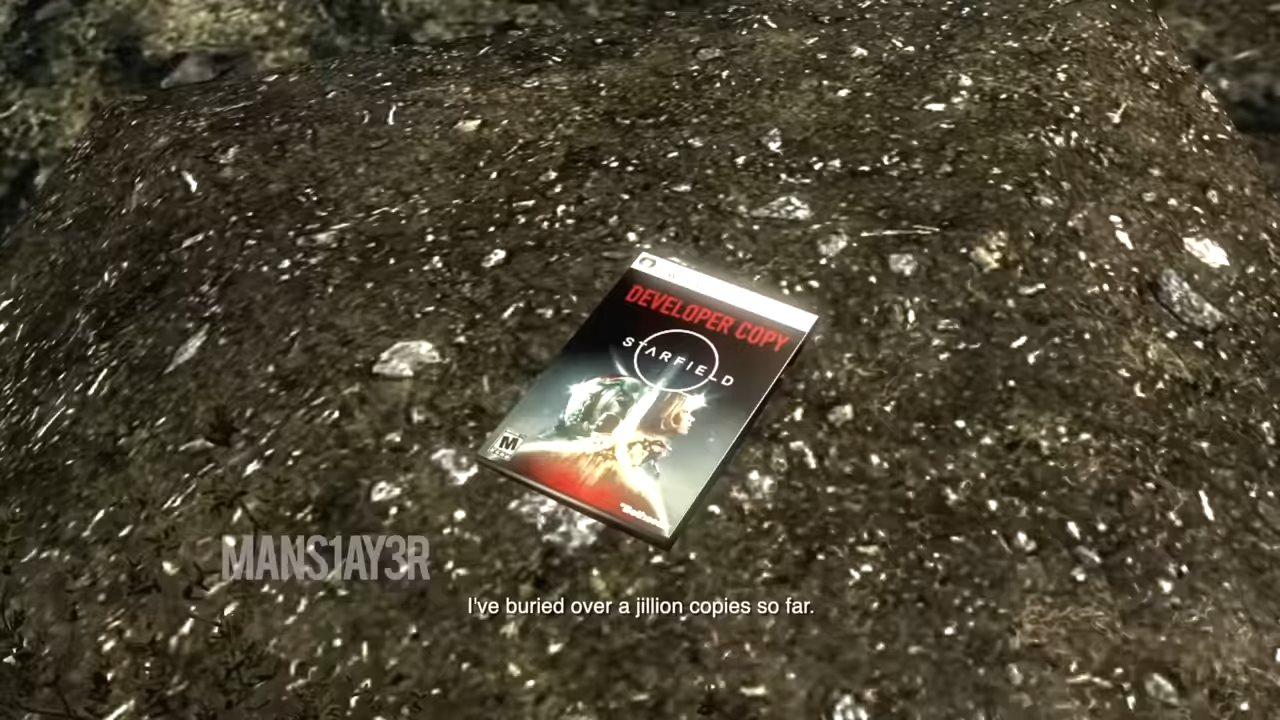 DEVELOPER COPY
STARFIELD
M
MANS1AY3R
I've buried over a jillion copies so far.